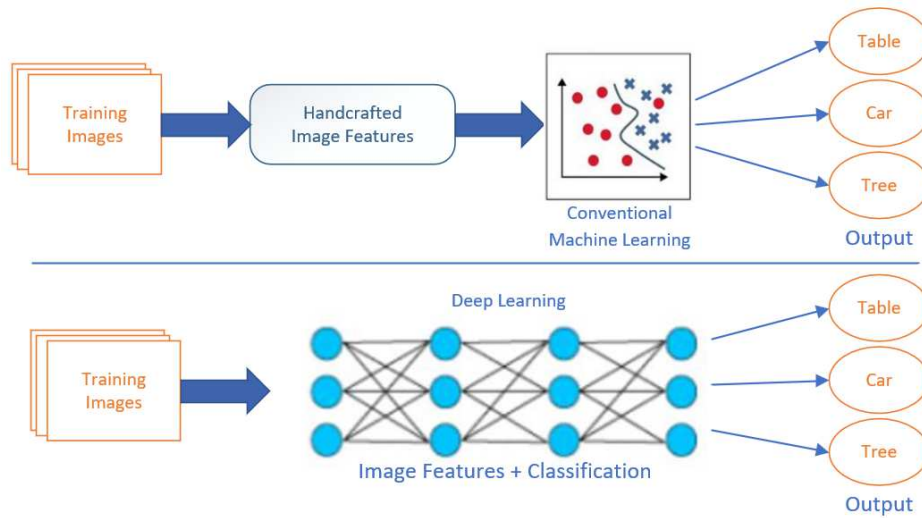 Training
Images
Handcrafted
Image Features
Conventional
Machine Learning
Table
Car
Tree
Output
Deep Learning
Training
Images
Image Features + Classification
Table
Car
Tree
Output